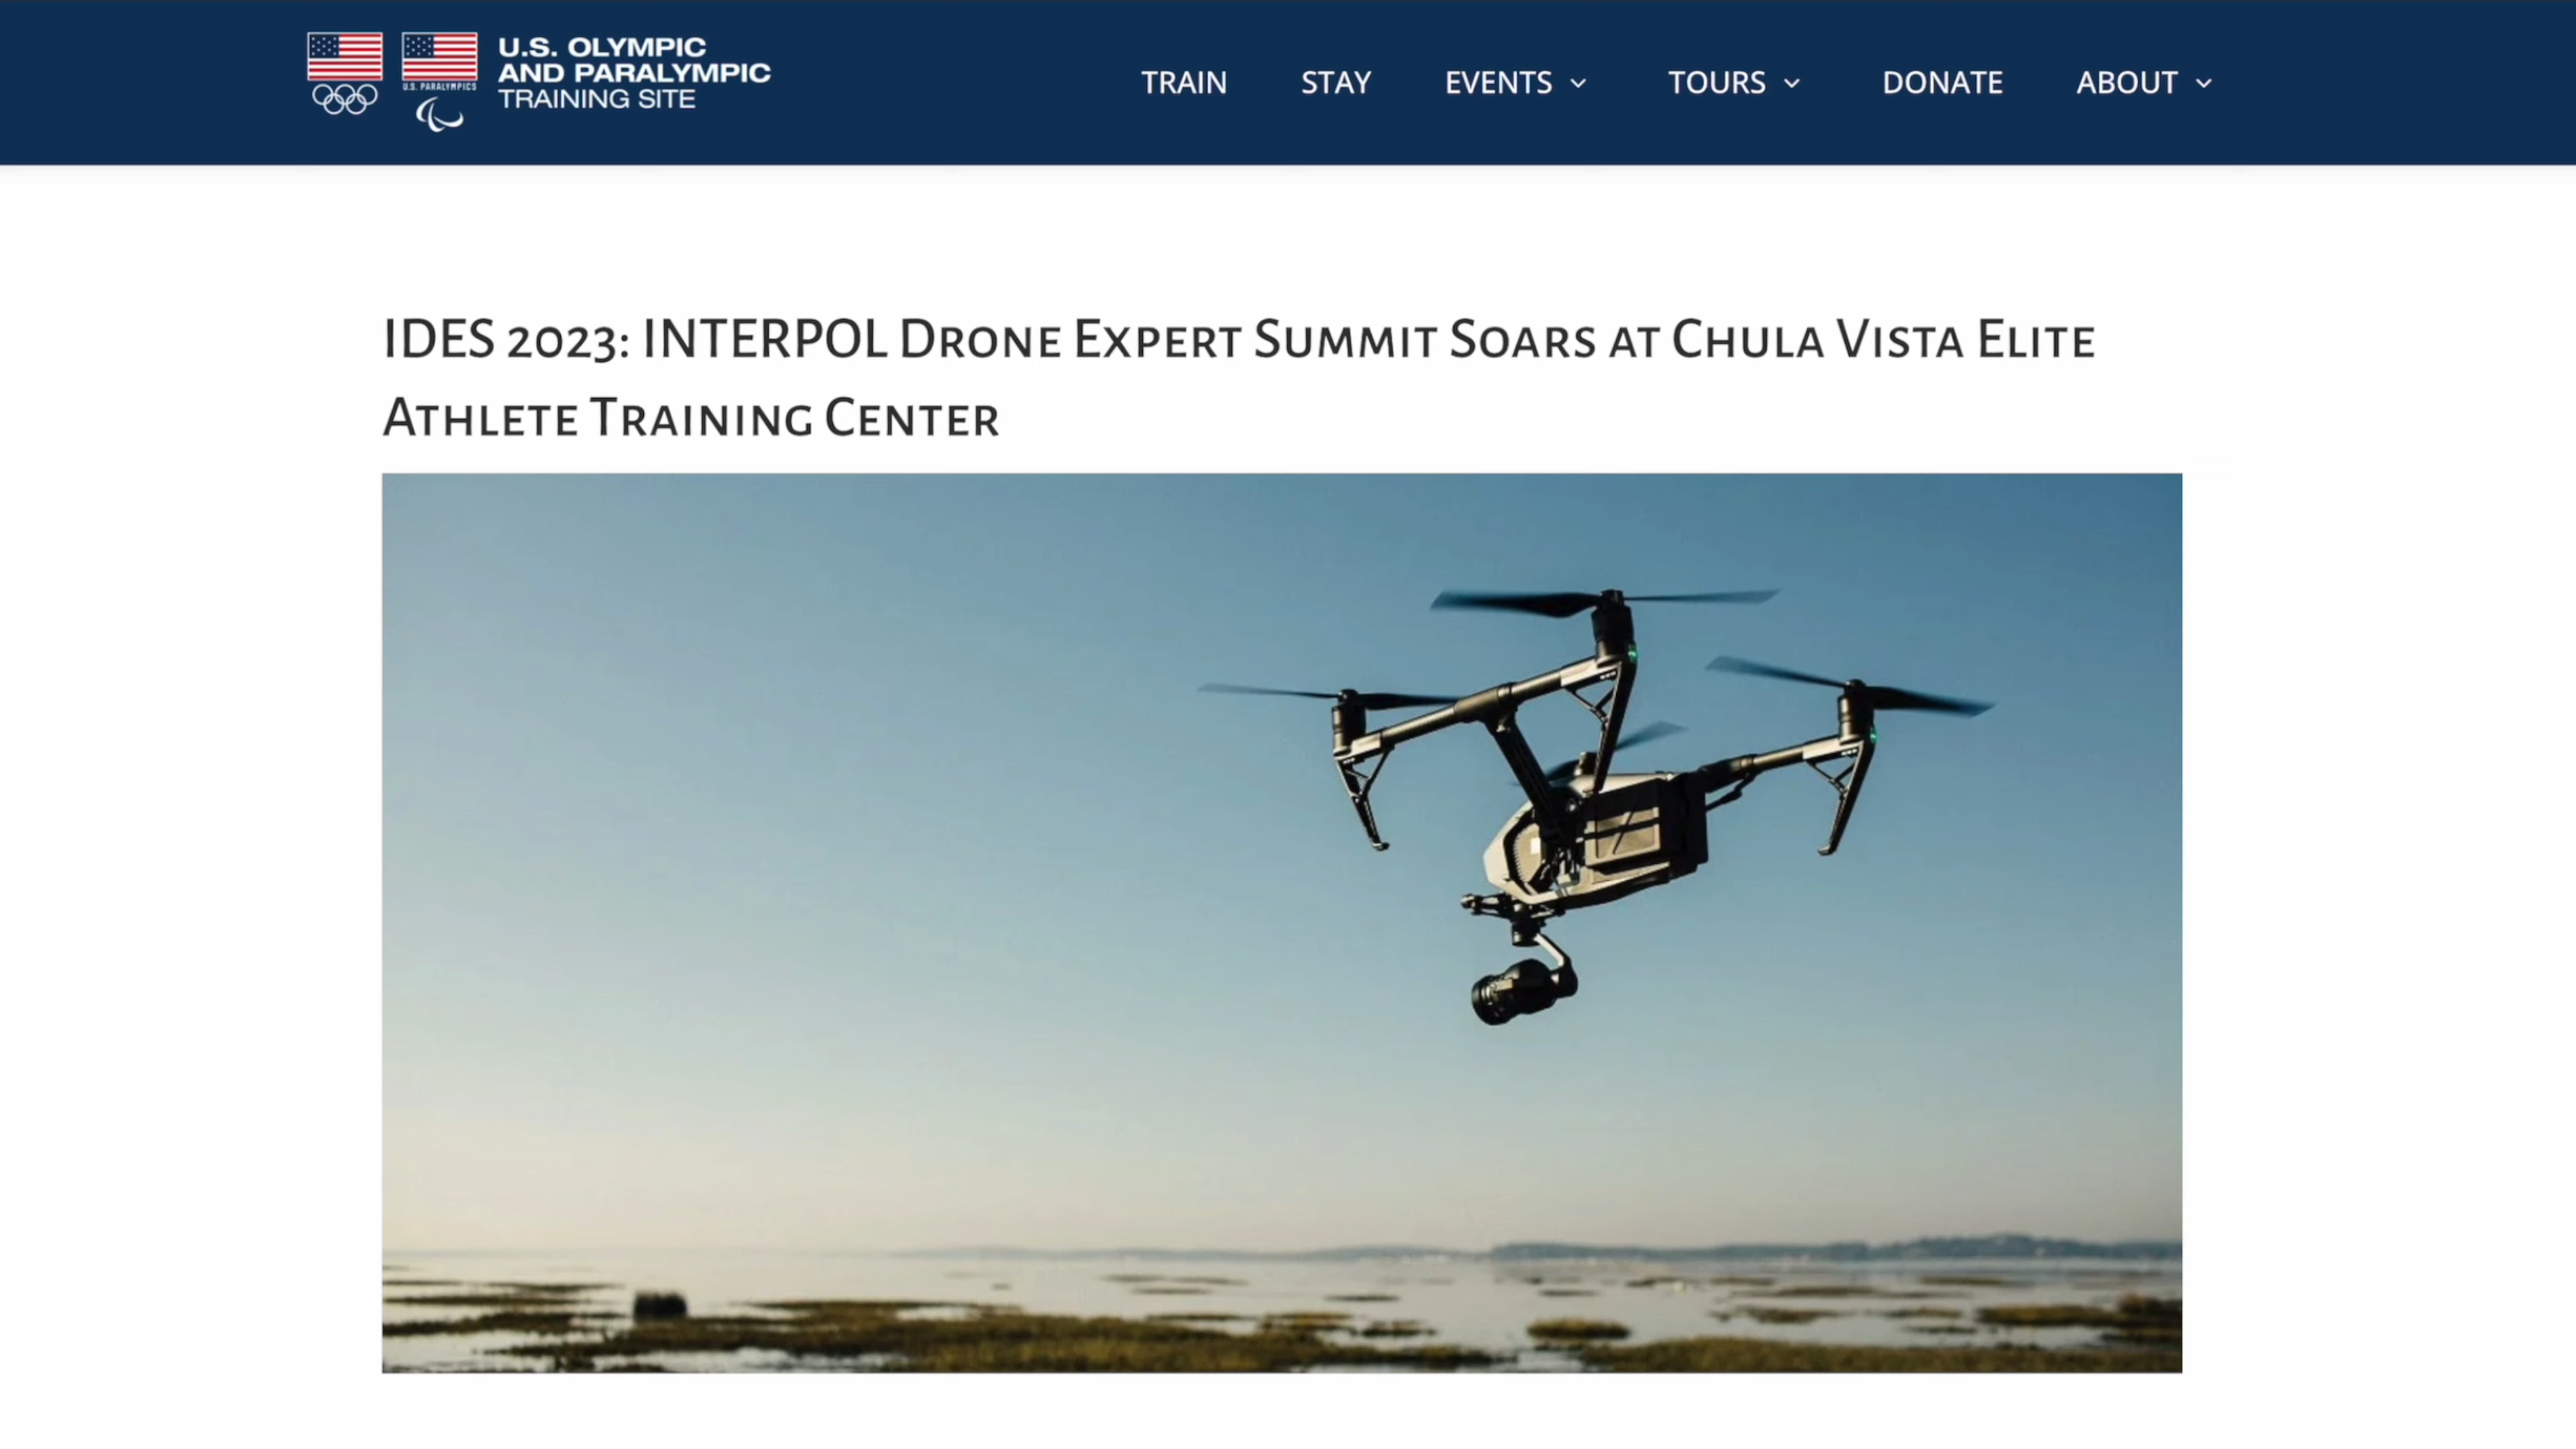 U.S. PARALYMPICS
U.S. OLYMPIC
AND PARALYMPIC
TRAINING SITE
TRAIN STAY EVENTS TOURS DONATE ABOUT
IDES 2023: INTERPOL Drone Expert Summit Soars at Chula Vista Elite
Athlete Training Center